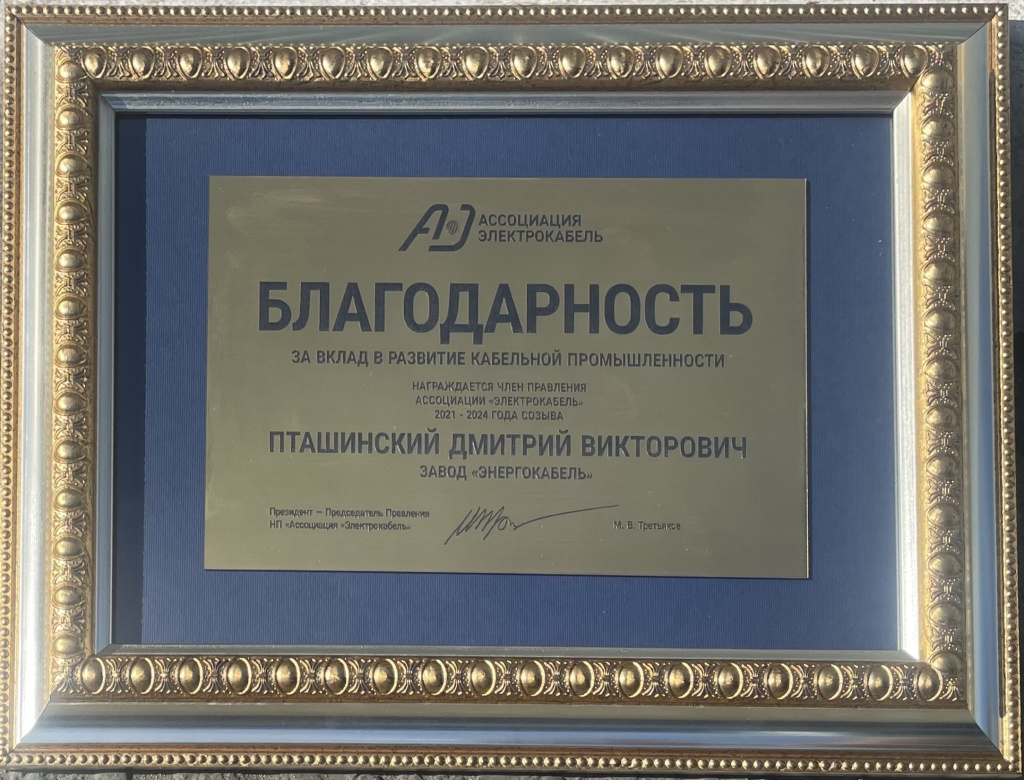 АССОЦИАЦИЯ
ЭЛЕКТРОКАБЕЛЬ
БЛАГОДАРНОСТЬ
ЗА ВКЛАД В РАЗВИТИЕ КАБЕЛЬНОЙ ПРОМЫШЛЕННОСТИ
НАГРАЖДАЕТСЯ ЧЛЕН ПРАВЛЕНИЯ
АССОЦИАЦИИ «ЭЛЕКТРОКАБЕЛЬ»
2021 - 2024 ГОДА СОЗЫВА
ПТАШИНСКИЙ ДМИТРИЙ ВИКТОРОВИЧ
ЗАВОД «ЭНЕРГОКАБЕЛЬ»
Президент – Председатель Правления
НП «Ассоциация «Электрокабель»
М. В. Третьяков